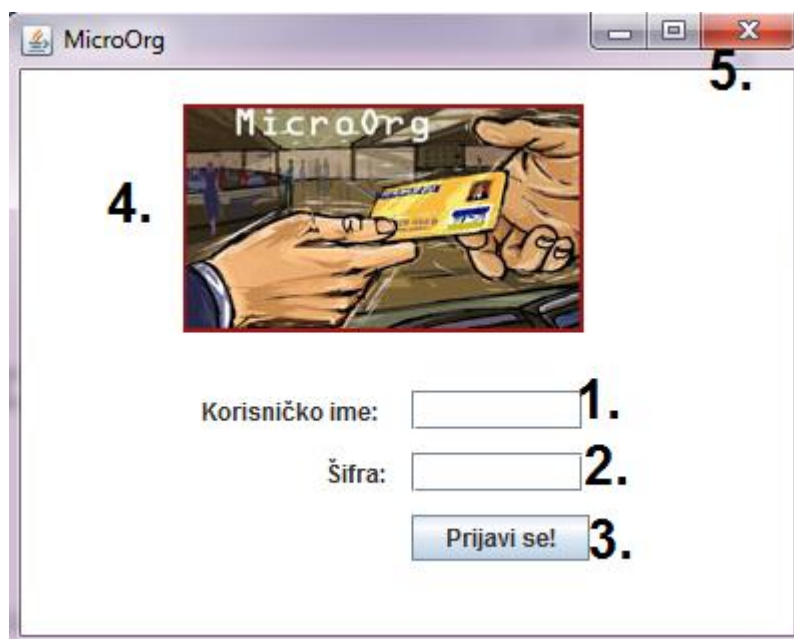 MicroOrg
5.
MicroOrg
4.
Korisničko ime:
1.
Šifra:
2.
Prijavi se!
3.